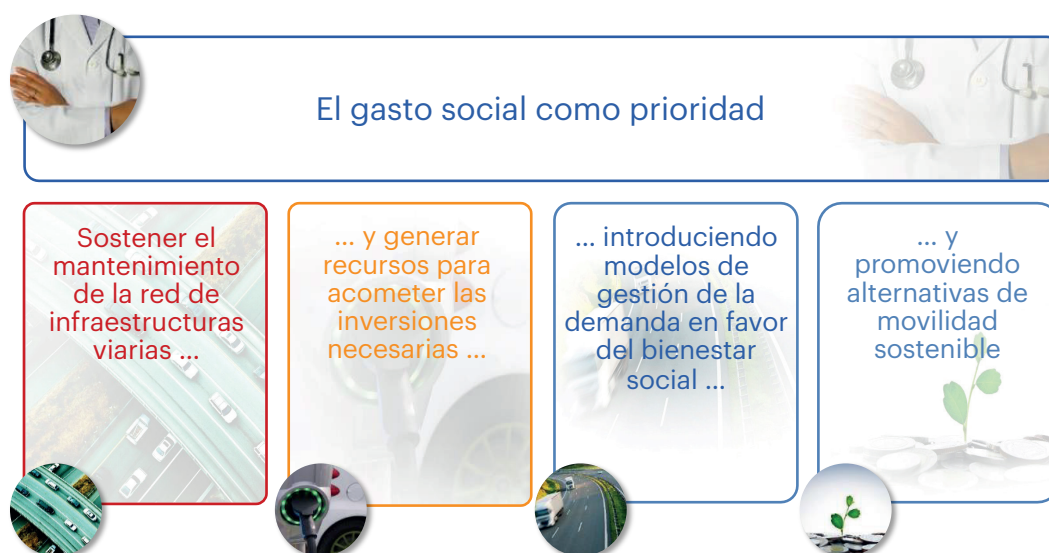 El gasto social como prioridad
Sostener el
mantenimiento
de la red de
infraestructuras
viarias ...
... y generar
recursos para
acometer las
inversiones
necesarias ...
... introduciendo
modelos de
gestión de la
demanda en favor
del bienestar
social ...
... y
promoviendo
alternativas de
movilidad
sostenible